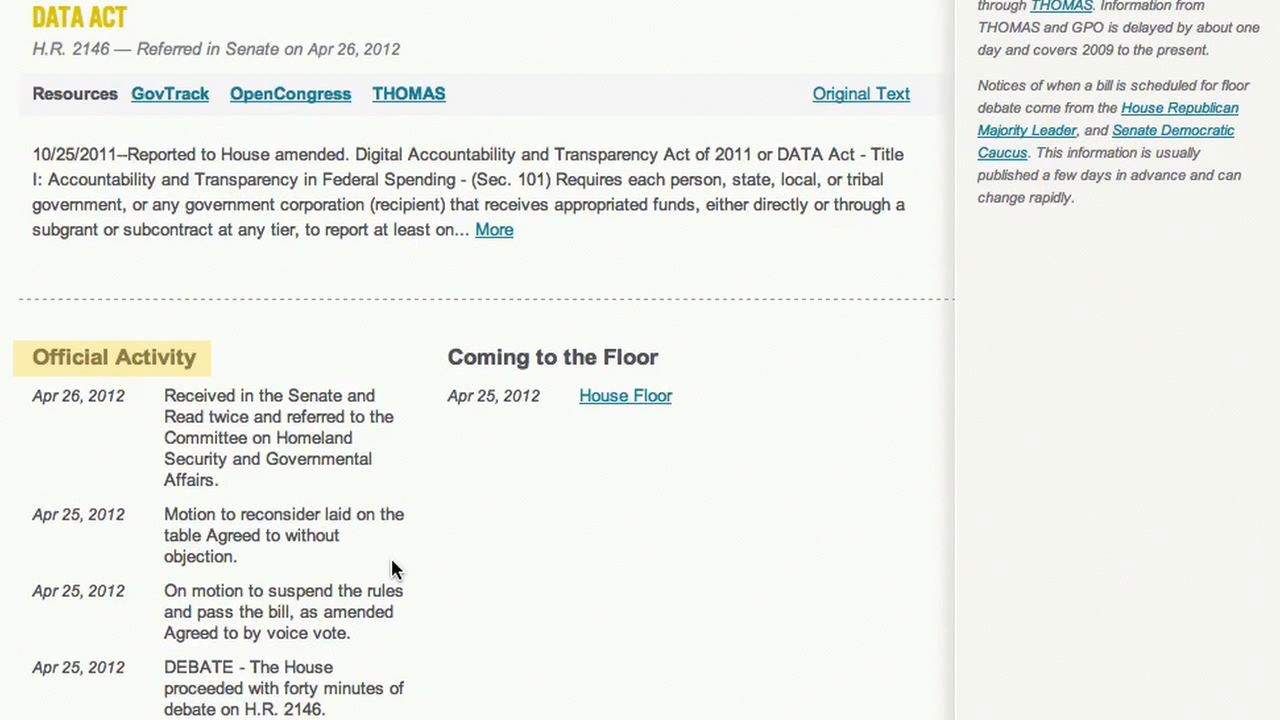 DATA ACT
H.R. 2146 — Referred in Senate on Apr 26, 2012
Resources GovTrack OpenCongress THOMAS Original Text
10/25/2011--Reported to House amended. Digital Accountability and Transparency Act of 2011 or DATA Act - Title
I: Accountability and Transparency in Federal Spending - (Sec. 101) Requires each person, state, local, or tribal
government, or any government corporation (recipient) that receives appropriated funds, either directly or through a
subgrant or subcontract at any tier, to report at least on... More
Official Activity
Apr 26, 2012 Received in the Senate and
Read twice and referred to the
Committee on Homeland
Security and Governmental
Affairs.
Apr 25, 2012 Motion to reconsider laid on the
table Agreed to without
objection.
Apr 25, 2012 On motion to suspend the rules
and pass the bill, as amended
Agreed to by voice vote.
Apr 25, 2012 DEBATE - The House
proceeded with forty minutes of
debate on H.R. 2146.
Coming to the Floor
Apr 25, 2012 House Floor
through THOMAS. Information from
THOMAS and GPO is delayed by about one
day and covers 2009 to the present.
Notices of when a bill is scheduled for floor
debate come from the House Republican
Majority Leader, and Senate Democratic
Caucus. This information is usually
published a few days in advance and can
change rapidly.